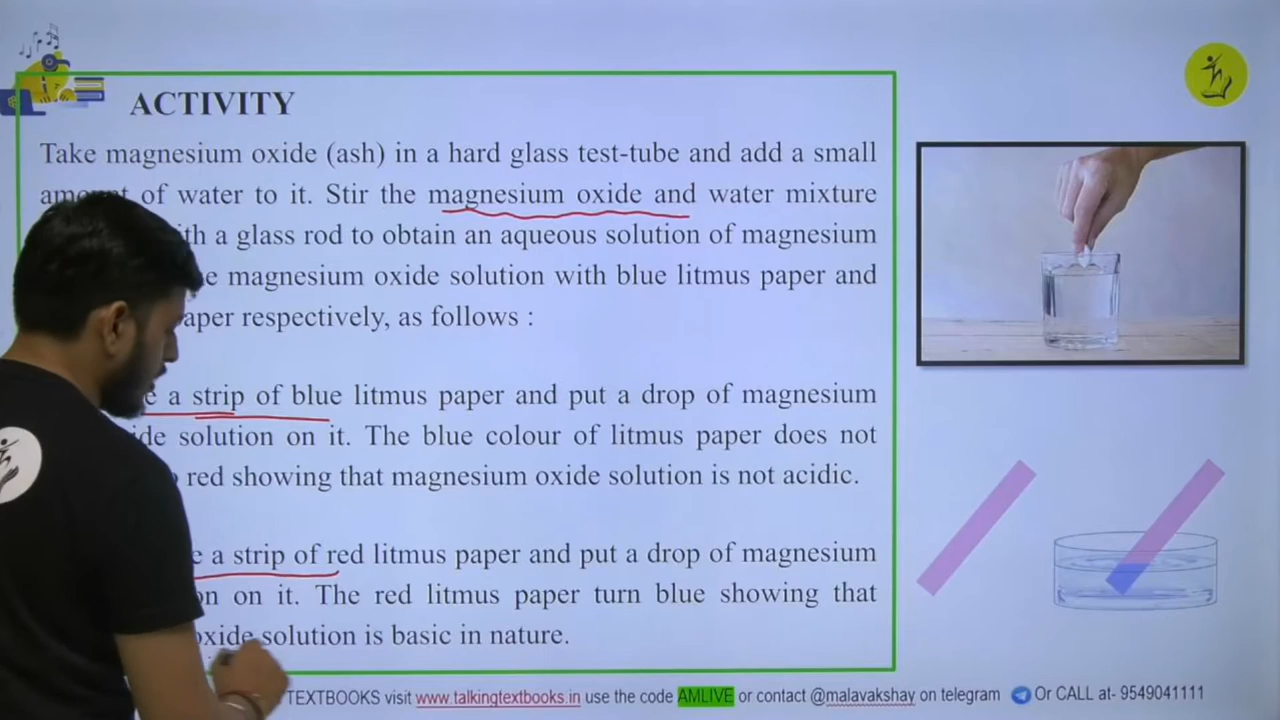 ACTIVITY
Take magnesium oxide (ash) in a hard glass test-tube and add a small
of water to it. Stir the magnesium oxide and water mixture
a glass rod to obtain an aqueous solution of magnesium
magnesium oxide solution with blue litmus paper and
respectively, as follows :
a strip of blue litmus paper and put a drop of magnesium
solution on it. The blue colour of litmus paper does not
red showing that magnesium oxide solution is not acidic.
a strip of red litmus paper and put a drop of magnesium
on it. The red litmus paper turn blue showing that
solution is basic in nature.
TEXTBOOKS visit www.talkingtextbooks.in use the code AMLIVE or contact @malavakshay on telegram Or CALL at- 9549041111